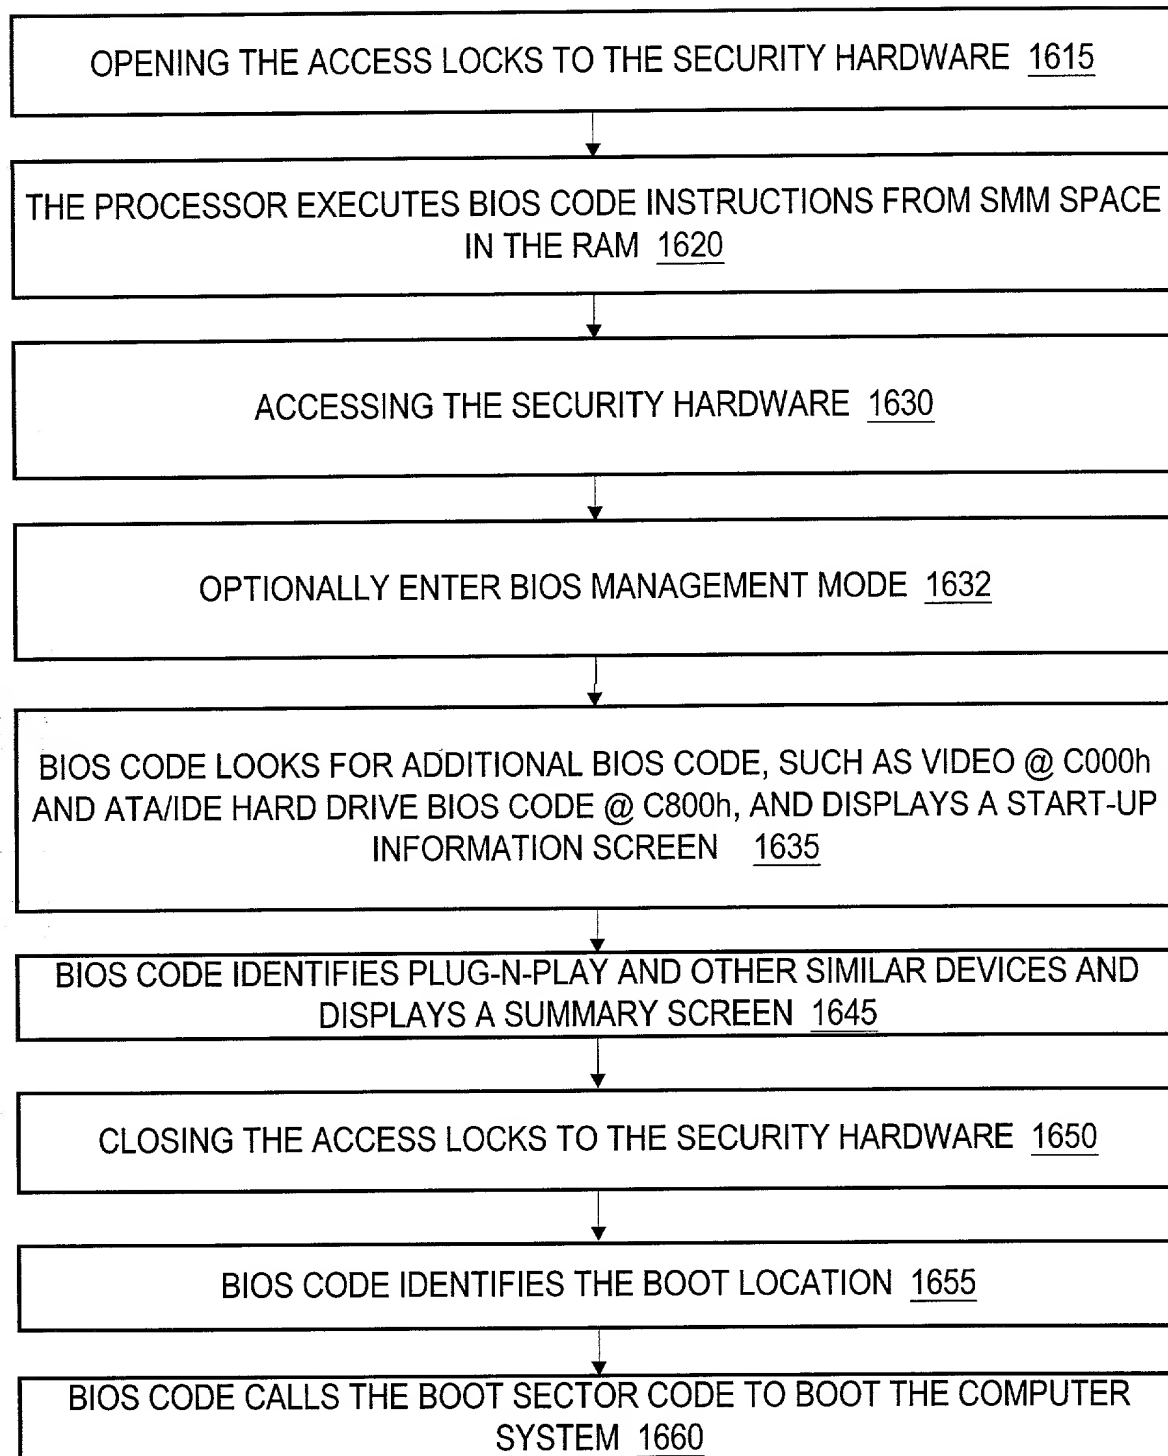 OPENING THE ACCESS LOCKS TO THE SECURITY HARDWARE 1615
THE PROCESSOR EXECUTES BIOS CODE INSTRUCTIONS FROM SMM SPACE
IN THE RAM 1620
ACCESSING THE SECURITY HARDWARE 1630
OPTIONALLY ENTER BIOS MANAGEMENT MODE 1632
BIOS CODE LOOKS FOR ADDITIONAL BIOS CODE, SUCH AS VIDEO @ C000h
AND ATA/IDE HARD DRIVE BIOS CODE @ C800h, AND DISPLAYS A START-UP
INFORMATION SCREEN 1635
BIOS CODE IDENTIFIES PLUG-N-PLAY AND OTHER SIMILAR DEVICES AND
DISPLAYS A SUMMARY SCREEN 1645
CLOSING THE ACCESS LOCKS TO THE SECURITY HARDWARE 1650
BIOS CODE IDENTIFIES THE BOOT LOCATION 1655
BIOS CODE CALLS THE BOOT SECTOR CODE TO BOOT THE COMPUTER
SYSTEM 1660